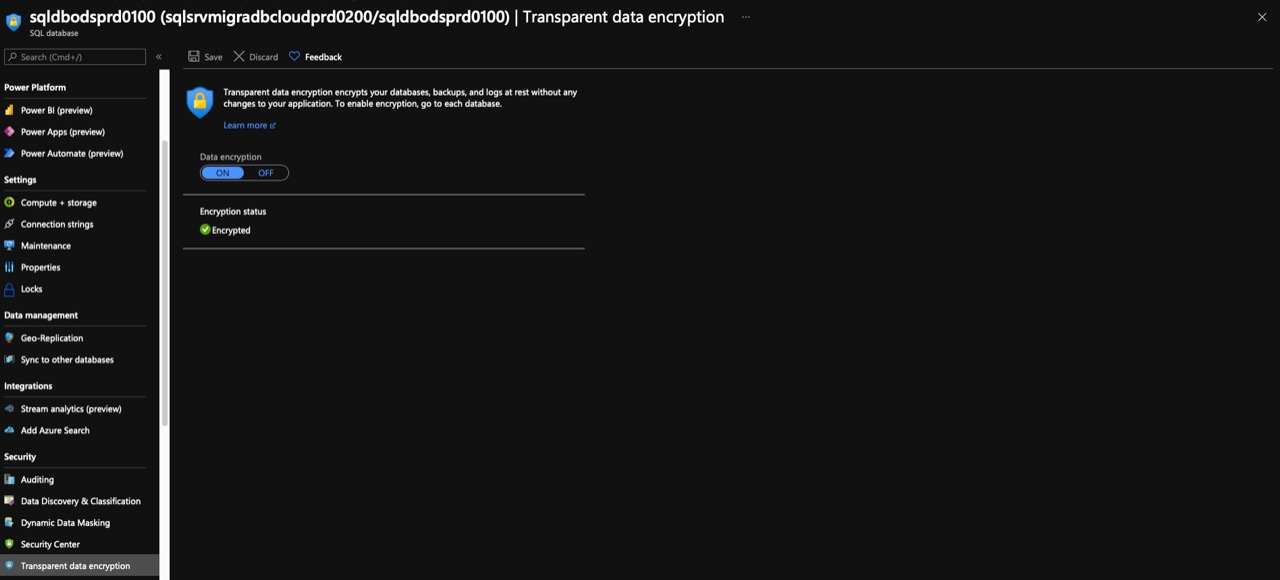 sqldbodsprd0100 (sqlsrvmigradbcloudprd0200/sqldbodsprd0100) | Transparent data encryption ...
SQL database
Search (Cmd+/)
«
Save
Discard
Feedback
Power Platform
Power BI (preview)
Power Apps (preview)
Power Automate (preview)
Settings
Compute + storage
Connection strings
Maintenance
Properties
Locks
Data management
Geo-Replication
Sync to other databases
Integrations
Stream analytics (preview)
Add Azure Search
Security
Auditing
Data Discovery & Classification
Dynamic Data Masking
Security Center
Transparent data encryption
Transparent data encryption encrypts your databases, backups, and logs at rest without any
changes to your application. To enable encryption, go to each database.
Learn more
Data encryption
ON OFF
Encryption status
Encrypted